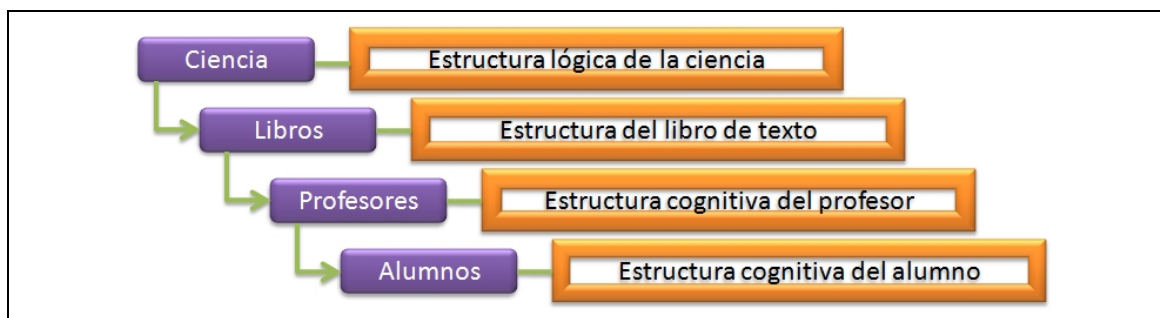 Ciencia
Estructura lógica de la ciencia
Libros
Estructura del libro de texto
Profesores
Estructura cognitiva del profesor
Alumnos
Estructura cognitiva del alumno